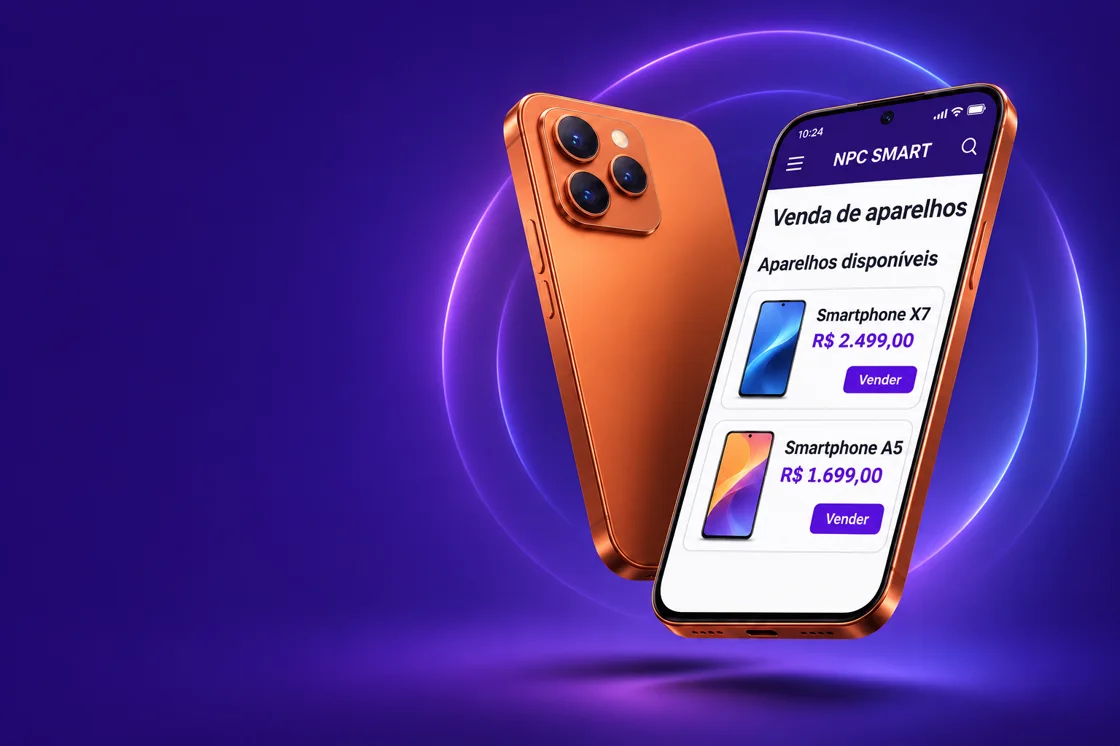 10:24
NPC SMART
Venda de aparelhos
Aparelhos disponíveis
Smartphone X7
R$ 2.499,00
Vender
Smartphone A5
R$ 1.699,00
Vender